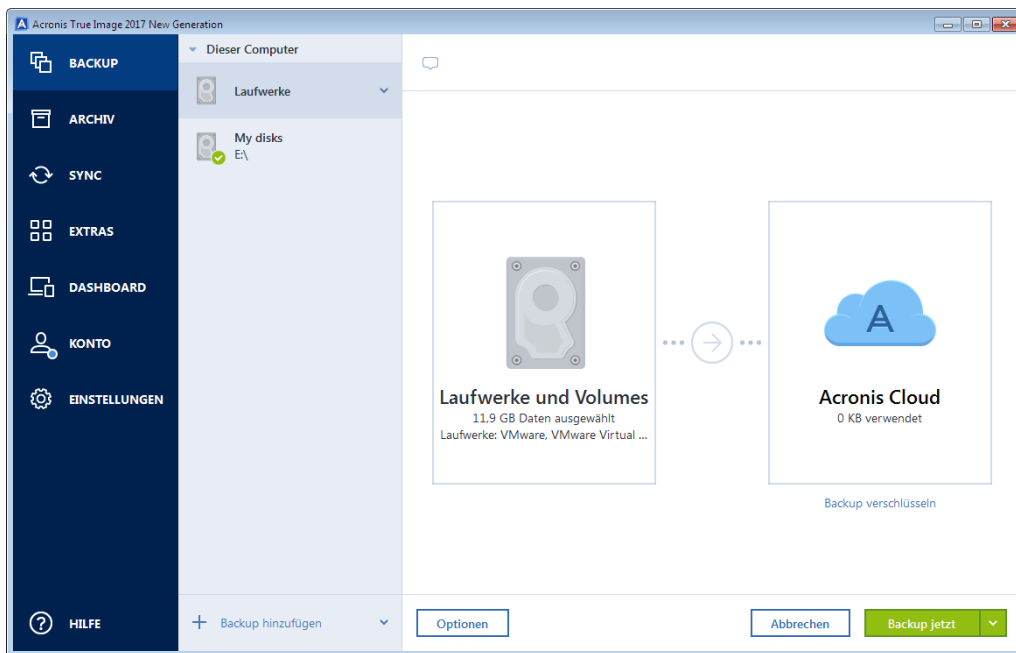 Acronis True Image 2017 New Generation
BACKUP
ARCHIV
SYNC
EXTRAS
DASHBOARD
KONTO
EINSTELLUNGEN
HILFE
Dieser Computer
Laufwerke
My disks
E:\
Backup hinzufügen
Laufwerke und Volumes
11,9 GB Daten ausgewählt
Laufwerke: VMware, VMware Virtual ...
Acronis Cloud
0 KB verwendet
Backup verschlüsseln
Optionen
Abbrechen
Backup jetzt